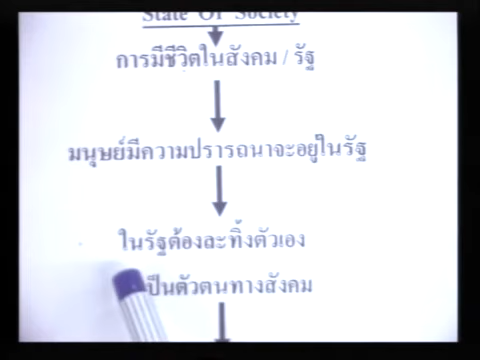 State Of Society
การมีชีวิตในสังคม / รัฐ
มนุษย์มีความปรารถนาจะอยู่ในรัฐ
ในรัฐต้องละทิ้งตัวเอง
เป็นตัวตนทางสังคม